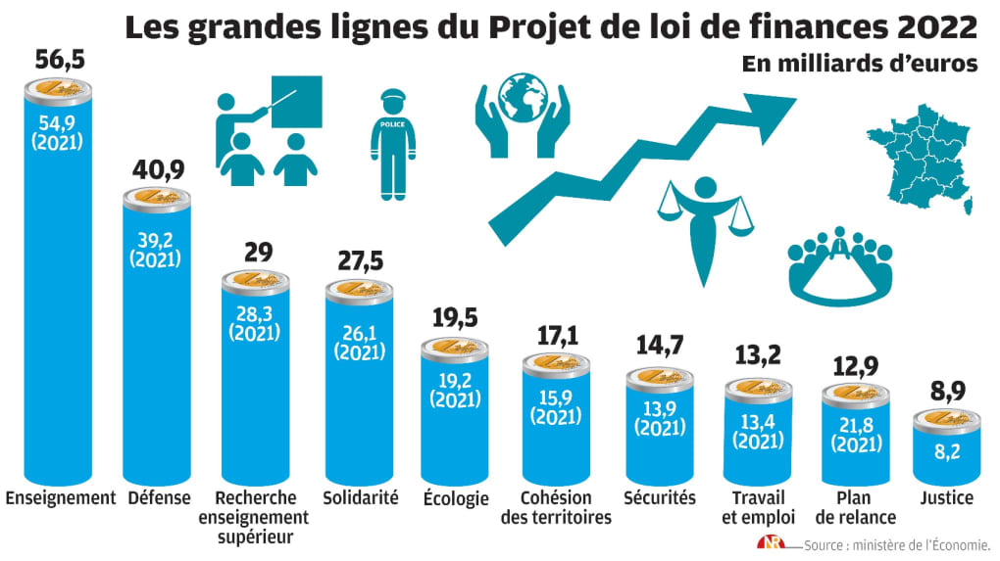 Les grandes lignes du Projet de loi de finances 2022
En milliards d'euros
56,5
54,9
(2021)
Enseignement
40,9
39,2
(2021)
Défense
29
28,3
(2021)
Recherche
enseignement
supérieur
27,5
26,1
(2021)
Solidarité
19,5
19,2
(2021)
Écologie
17,1
15,9
(2021)
Cohésion
des territoires
14,7
13,9
(2021)
Sécurités
13,2
13,4
(2021)
Travail
et emploi
12,9
21,8
(2021)
Plan
de relance
8,9
8,2
Justice
POLICE
NR
Source : ministère de l'Économie.